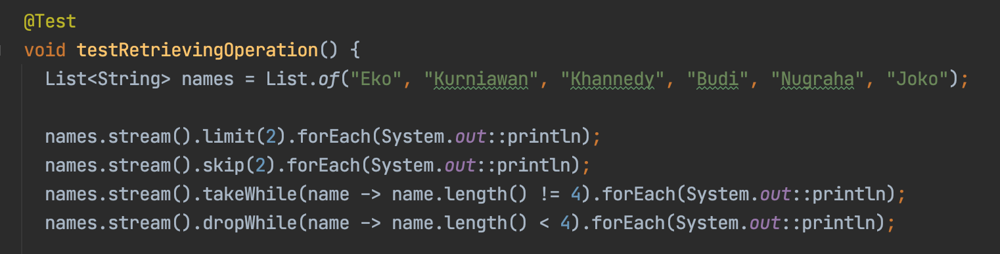 @Test
void testRetrievingOperation() {
List<String> names = List.of("Eko", "Kurniawan", "Khannedy", "Budi", "Nugraha", "Joko");
names.stream().limit(2).forEach(System.out::println);
names.stream().skip(2).forEach(System.out::println);
names.stream().takeWhile(name -> name.length() != 4).forEach(System.out::println);
names.stream().dropWhile(name -> name.length() < 4).forEach(System.out::println);